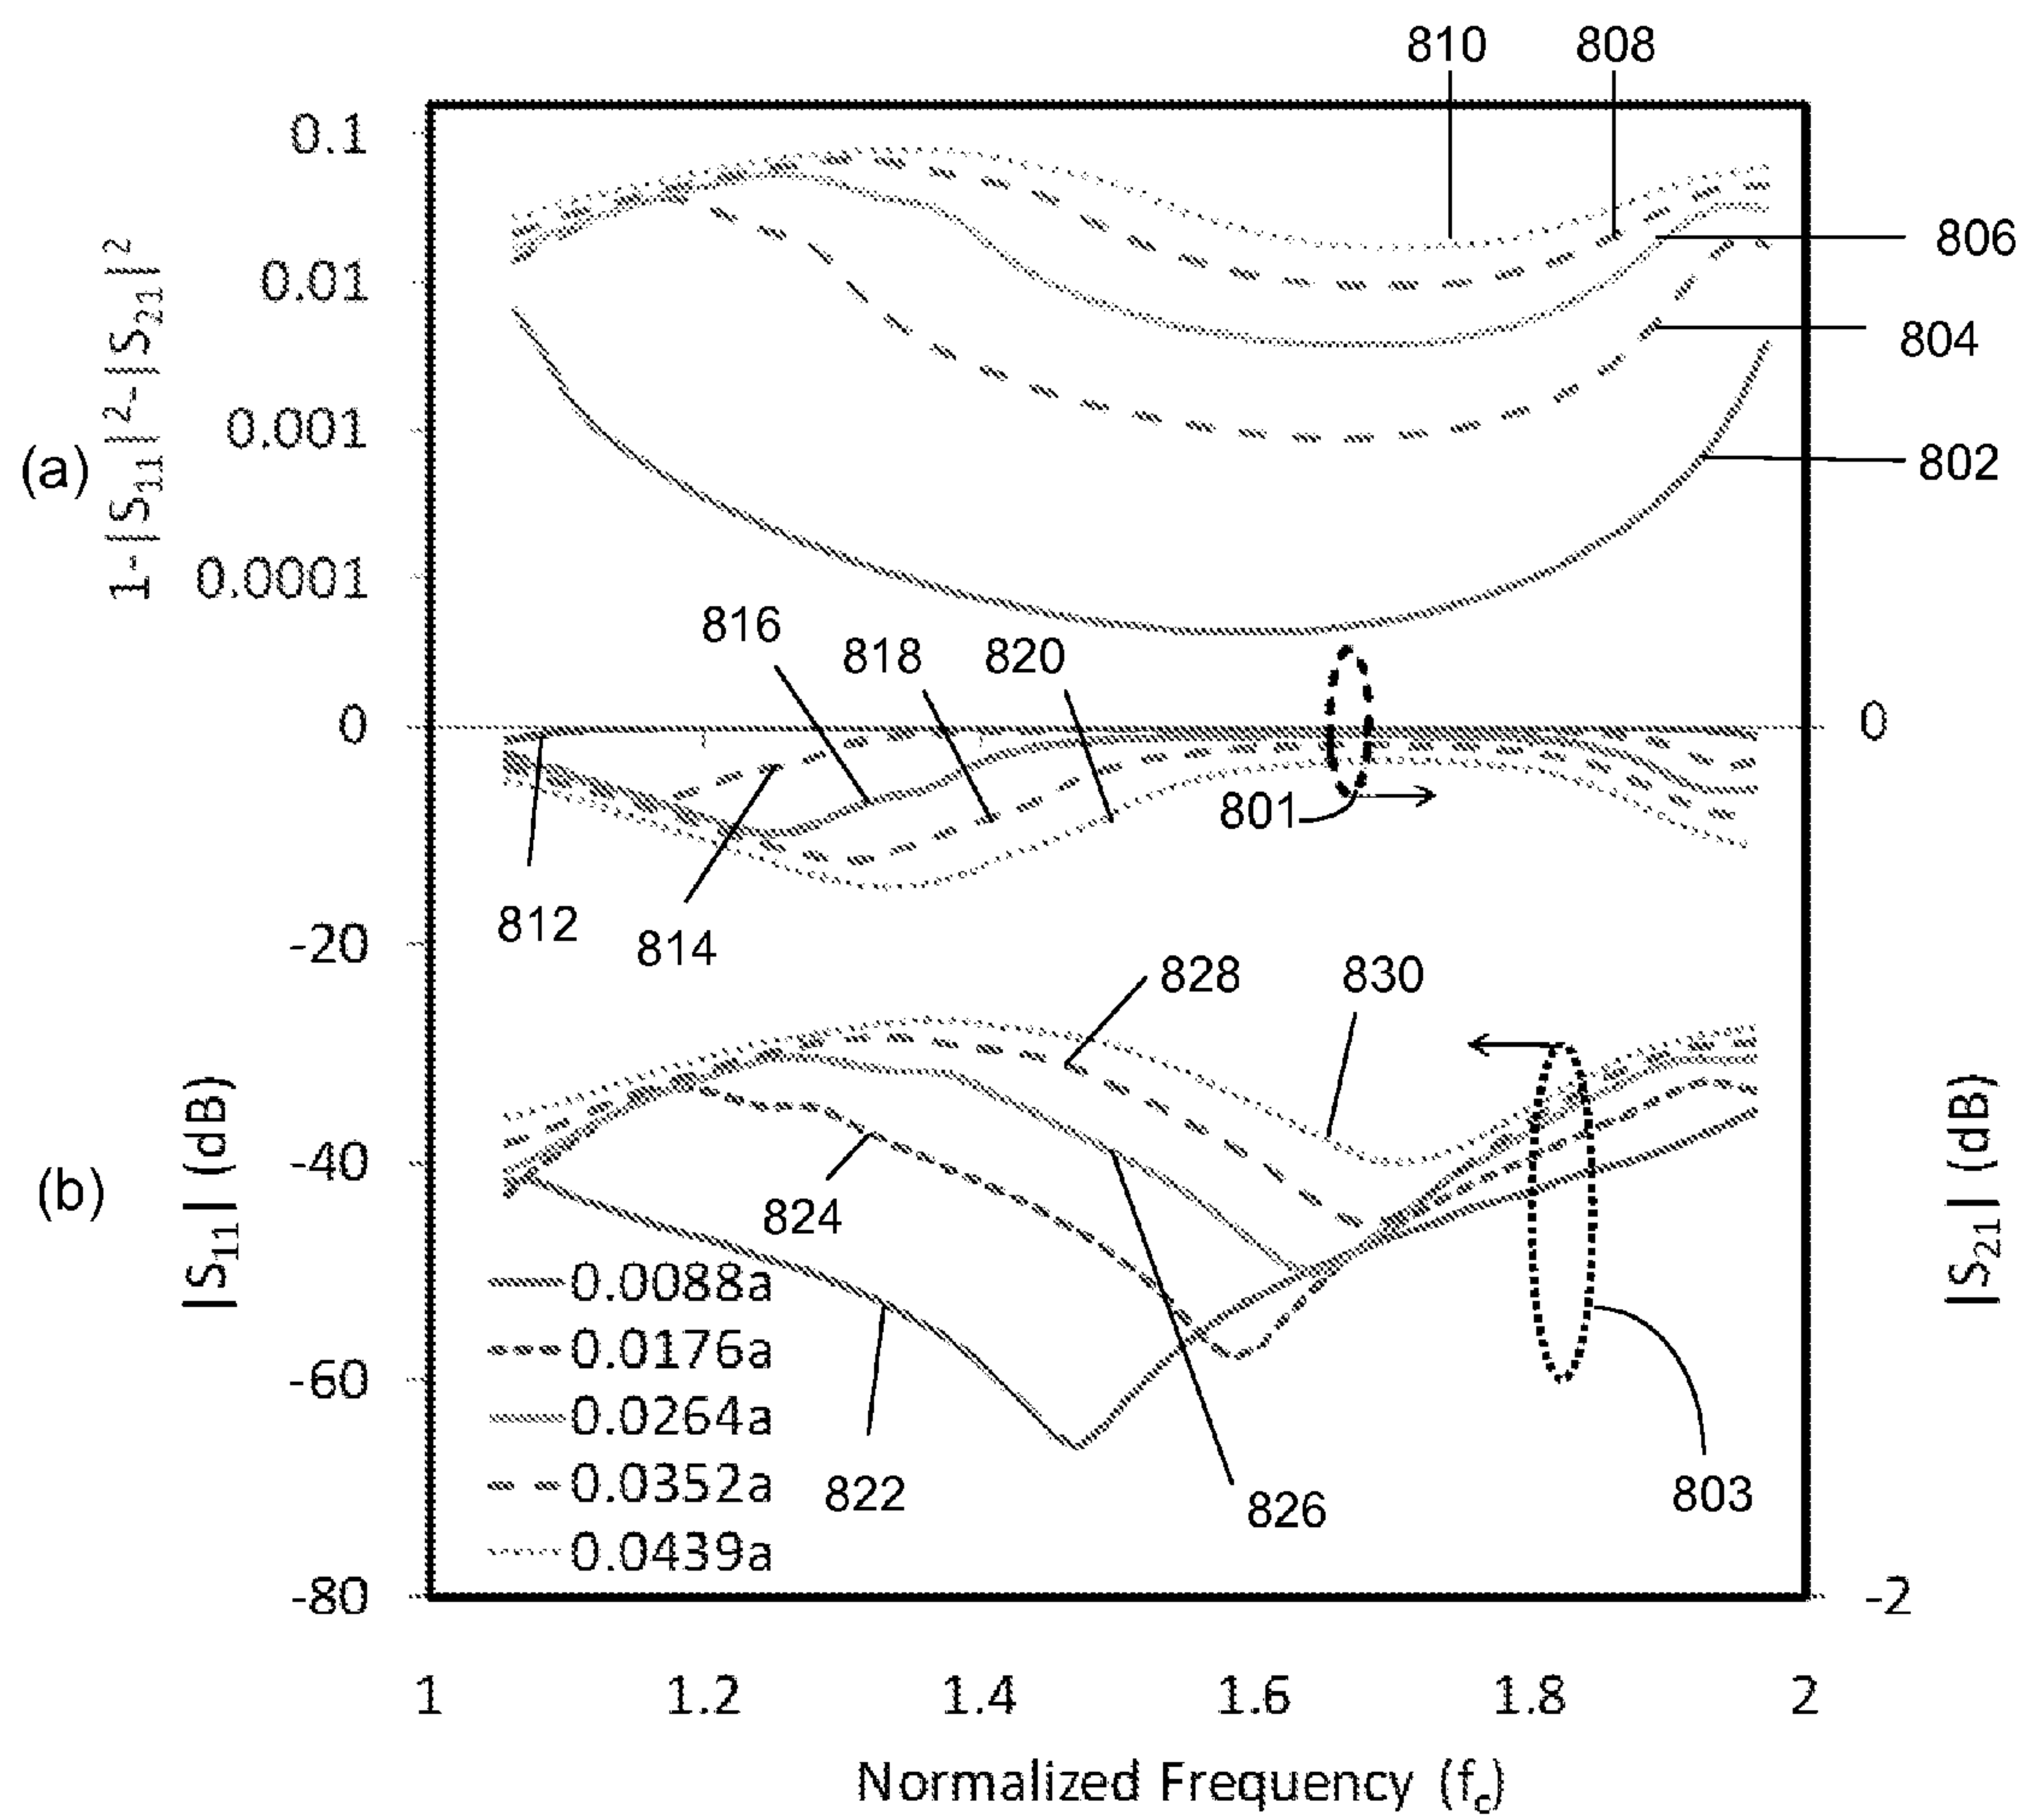 810 808
0.1
0.01
0.001
0.0001
(a)
1-|S11|²-|S21|²
806
804
802
816
818
820
801
812
814
0
0
-20
-40
-60
-80
-2
(b)
|S11| (dB)
|S21| (dB)
828
830
824
822
826
803
0.0088a
0.0176a
0.0264a
0.0352a
0.0439a
1 1.2 1.4 1.6 1.8 2
Normalized Frequency (fc)